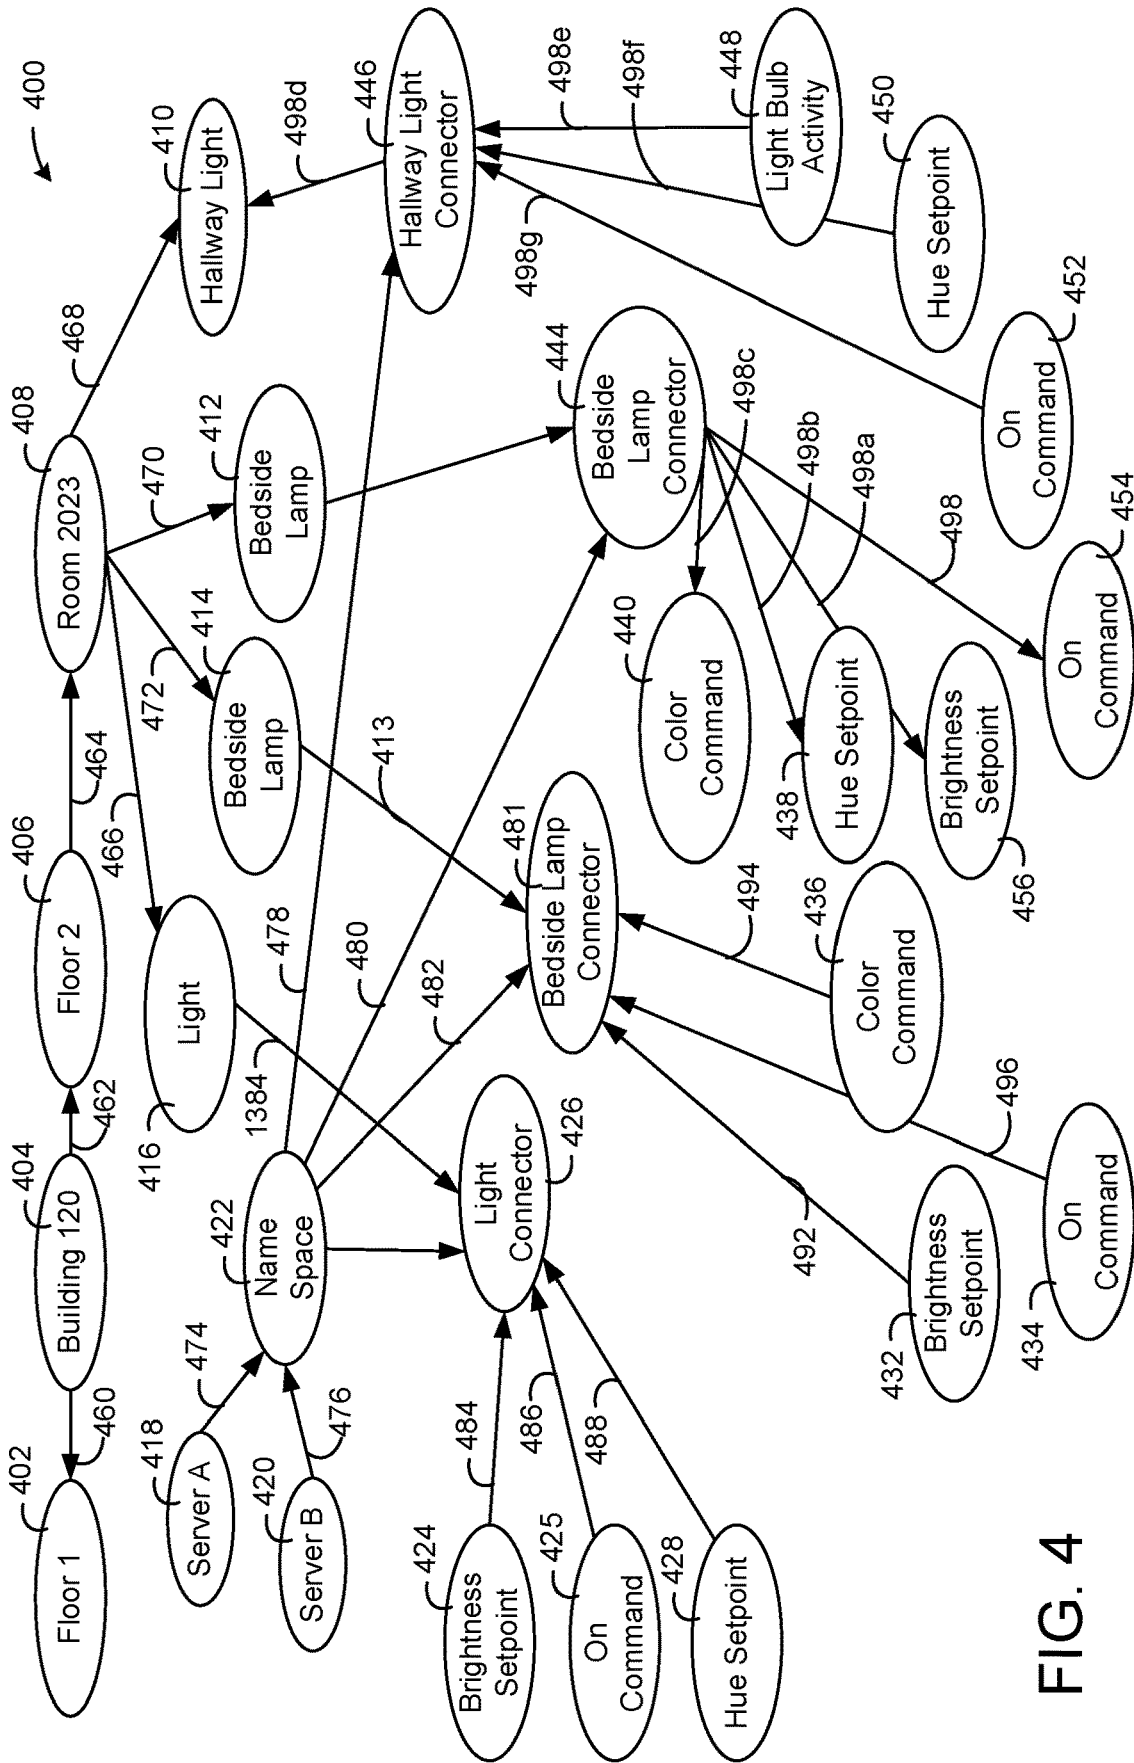 400
402
Floor 1
460
404
Building 120
462
406
Floor 2
464
408
Room 2023
468
410
Hallway Light
466
472
470
416
Light
414
Bedside
Lamp
412
Bedside
Lamp
498d
418
Server A
474
420
Server B
476
422
Name
Space
1384
478
480
482
413
446
Hallway Light
Connector
424
Brightness
Setpoint
484
425
On
Command
486
428
Hue Setpoint
488
Light
Connector
426
481
Bedside Lamp
Connector
444
Bedside
Lamp
Connector
498g
498e
498f
448
Light Bulb
Activity
450
Hue Setpoint
440
Color
Command
498c
498b
498a
498
438
Hue Setpoint
492
494
496
436
Color
Command
432
Brightness
Setpoint
434
On
Command
456
Brightness
Setpoint
454
On
Command
452
On
Command
FIG. 4